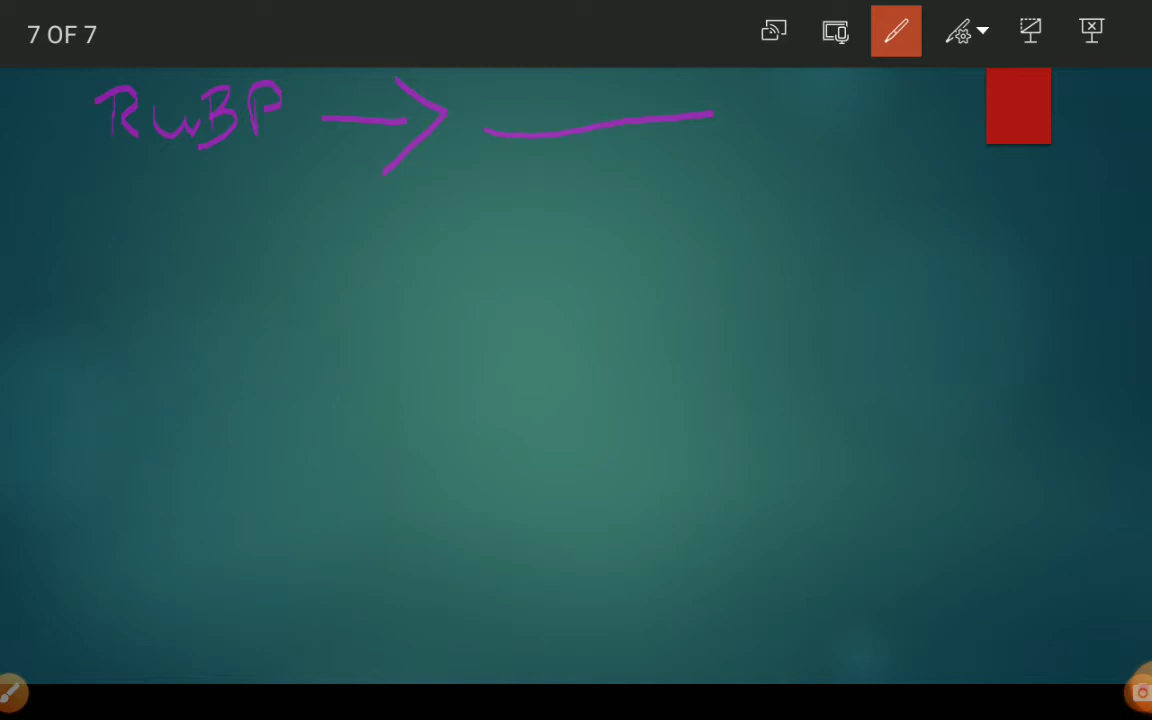 7 OF 7
RuBP →